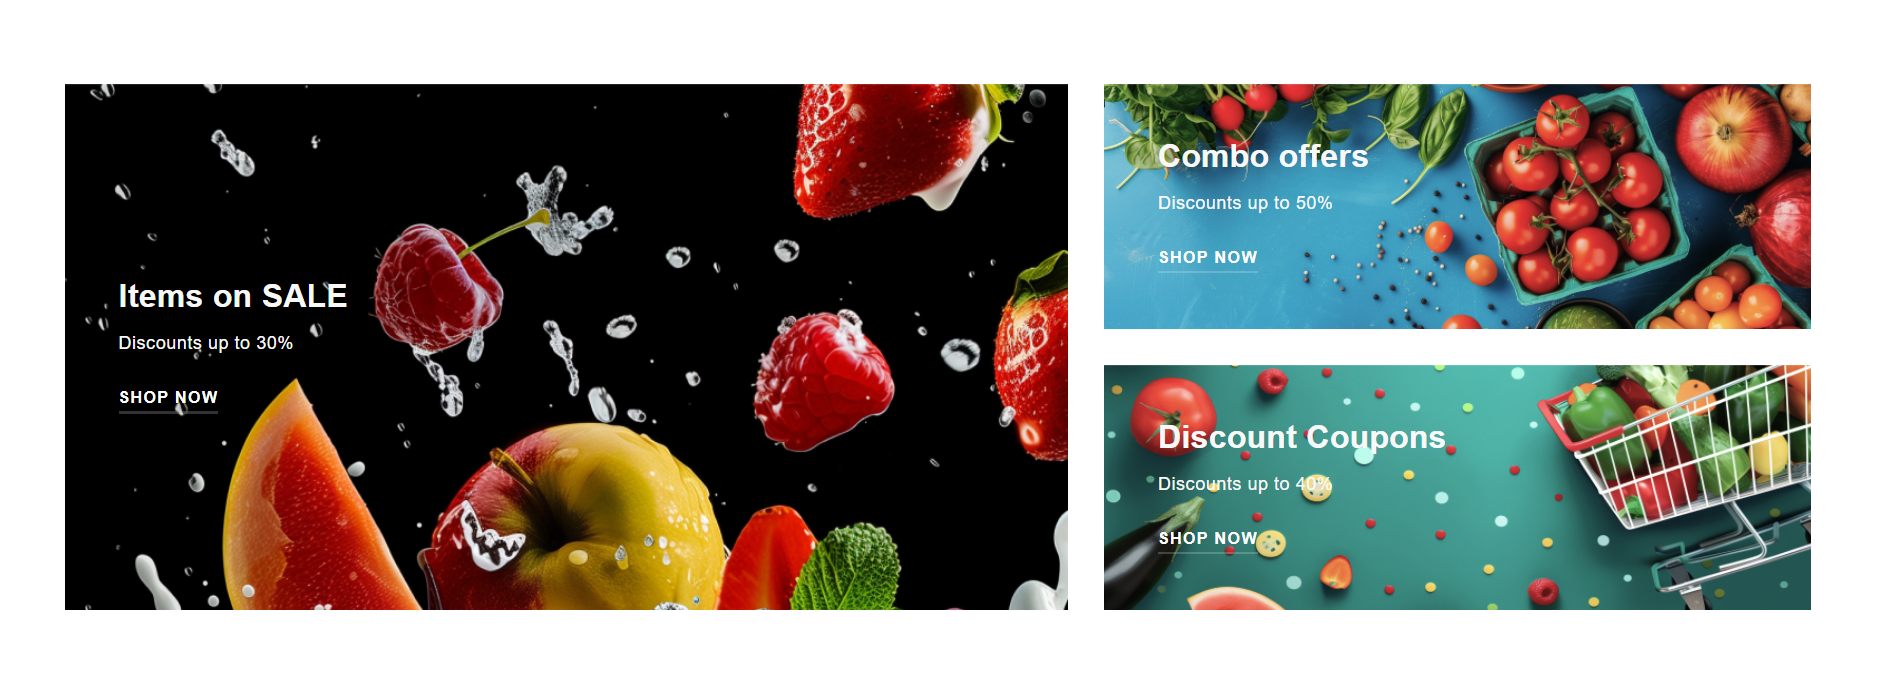 Items on SALE
Discounts up to 30%
SHOP NOW
Combo offers
Discounts up to 50%
SHOP NOW
Discount Coupons
Discounts up to 40%
SHOP NOW